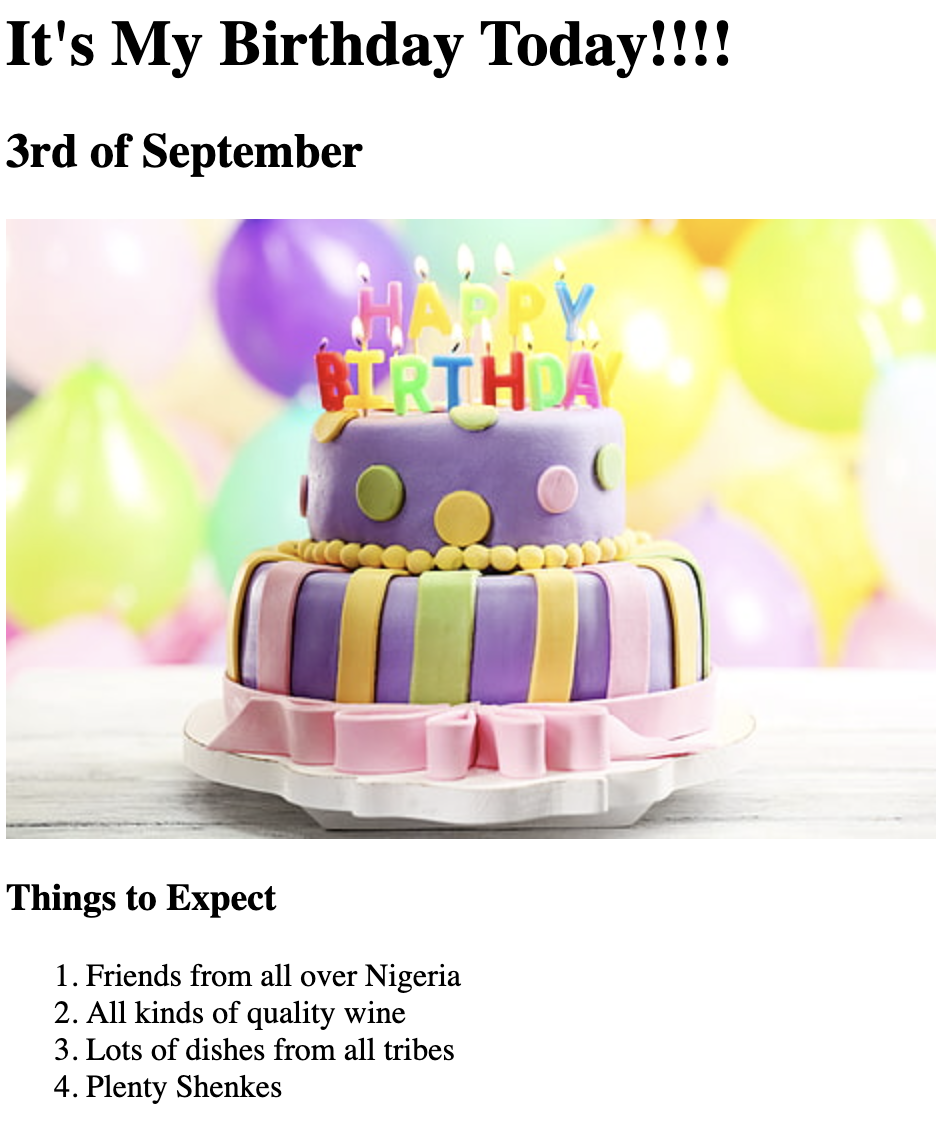 It's My Birthday Today!!!!
3rd of September
HAPPY
BIRTHDAY
Things to Expect
1. Friends from all over Nigeria
2. All kinds of quality wine
3. Lots of dishes from all tribes
4. Plenty Shenkes